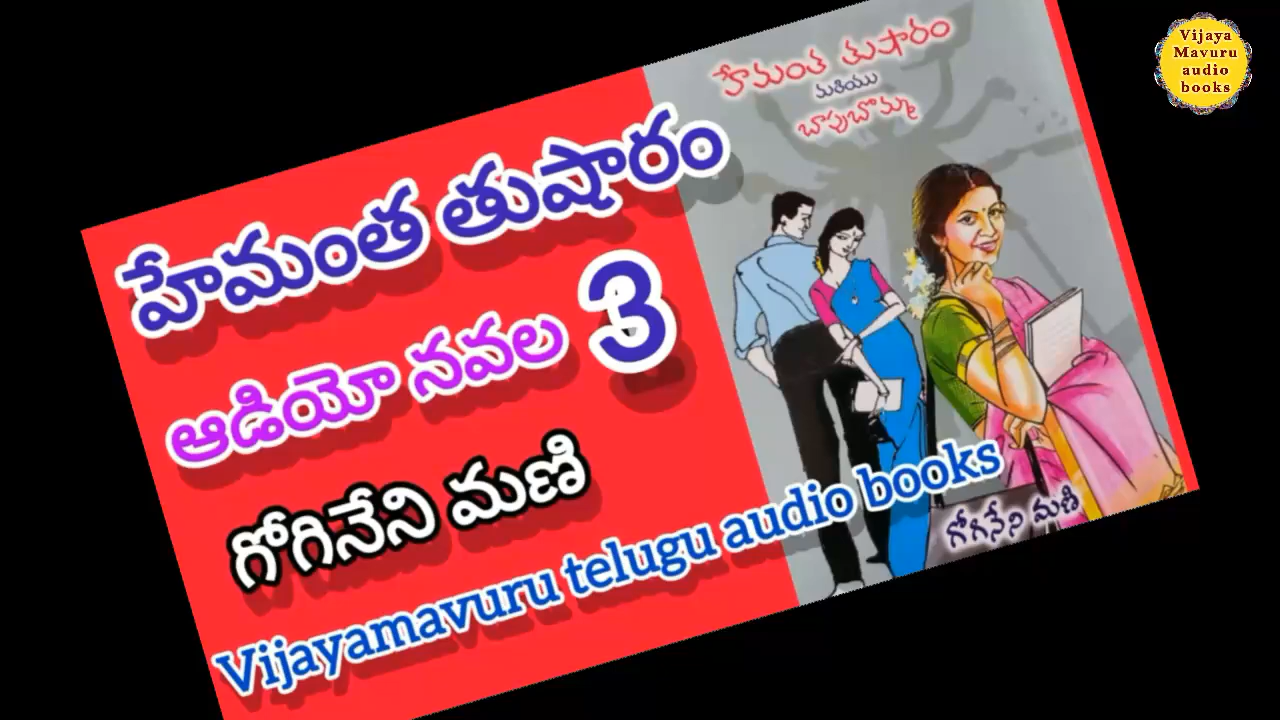 హేమంత తుషారం
ఆడియో నవల 3
గోగినేని మణి
Vijayamavuru telugu audio books
హేమంత తుషారం
మరియు
బాపుబొమ్మ
గోగినేని మణి
Vijaya
Mavuru
audio
books